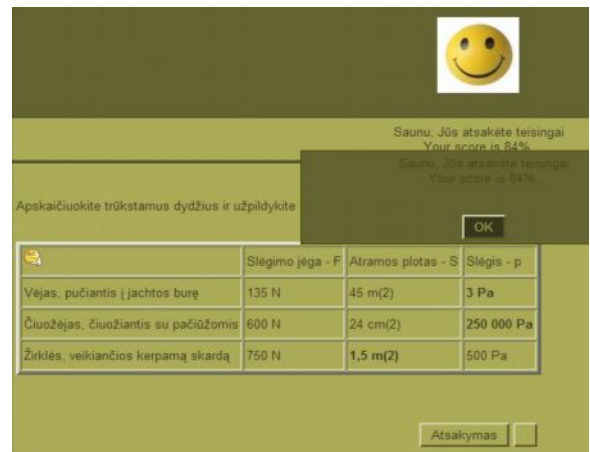 Saunu, Jūs atsakėte teisingai
Your score is 84%.
Saunu, Jūs atsakėte teisingai
Your score is 84%.
Apskaičiuokite trūkstamus dydžius ir užpildykite
OK
Slėgimo jėga - F Atramos plotas - S Slėgis - p
Vėjas, pučiantis į jachtos burę 135 N 45 m(2) 3 Pa
Čiuožėjas, čiuožiantis su pačiūžomis 600 N 24 cm(2) 250 000 Pa
Žirklės, veikiančios kerpamą skardą 750 N 1,5 m(2) 500 Pa
Atsakymas